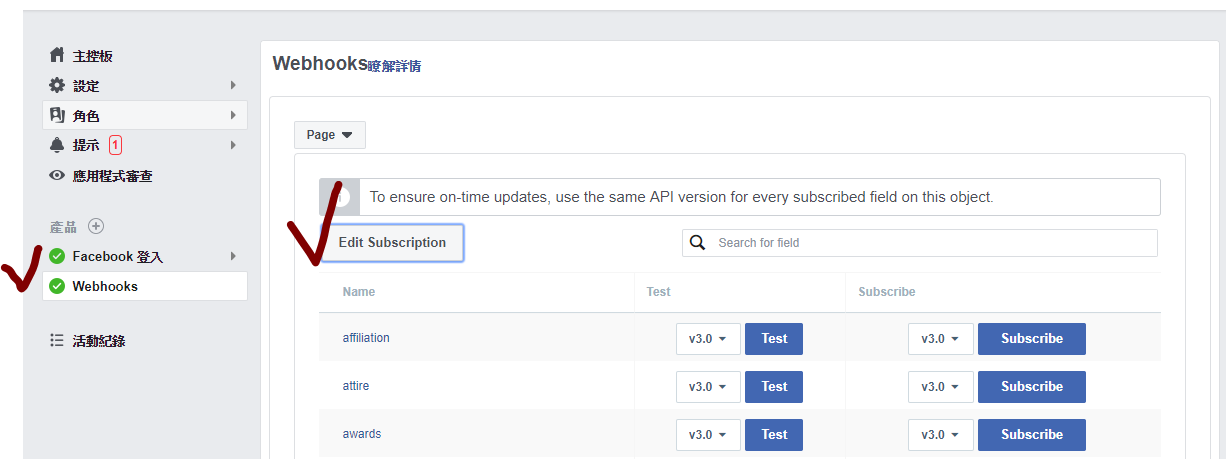 主控板
設定
角色
提示 1
應用程式審查
產品
Facebook 登入
Webhooks
活動紀錄
Webhooks瞭解詳情
Page
To ensure on-time updates, use the same API version for every subscribed field on this object.
Edit Subscription
Search for field
Name Test Subscribe
affiliation v3.0 Test v3.0 Subscribe
attire v3.0 Test v3.0 Subscribe
awards v3.0 Test v3.0 Subscribe